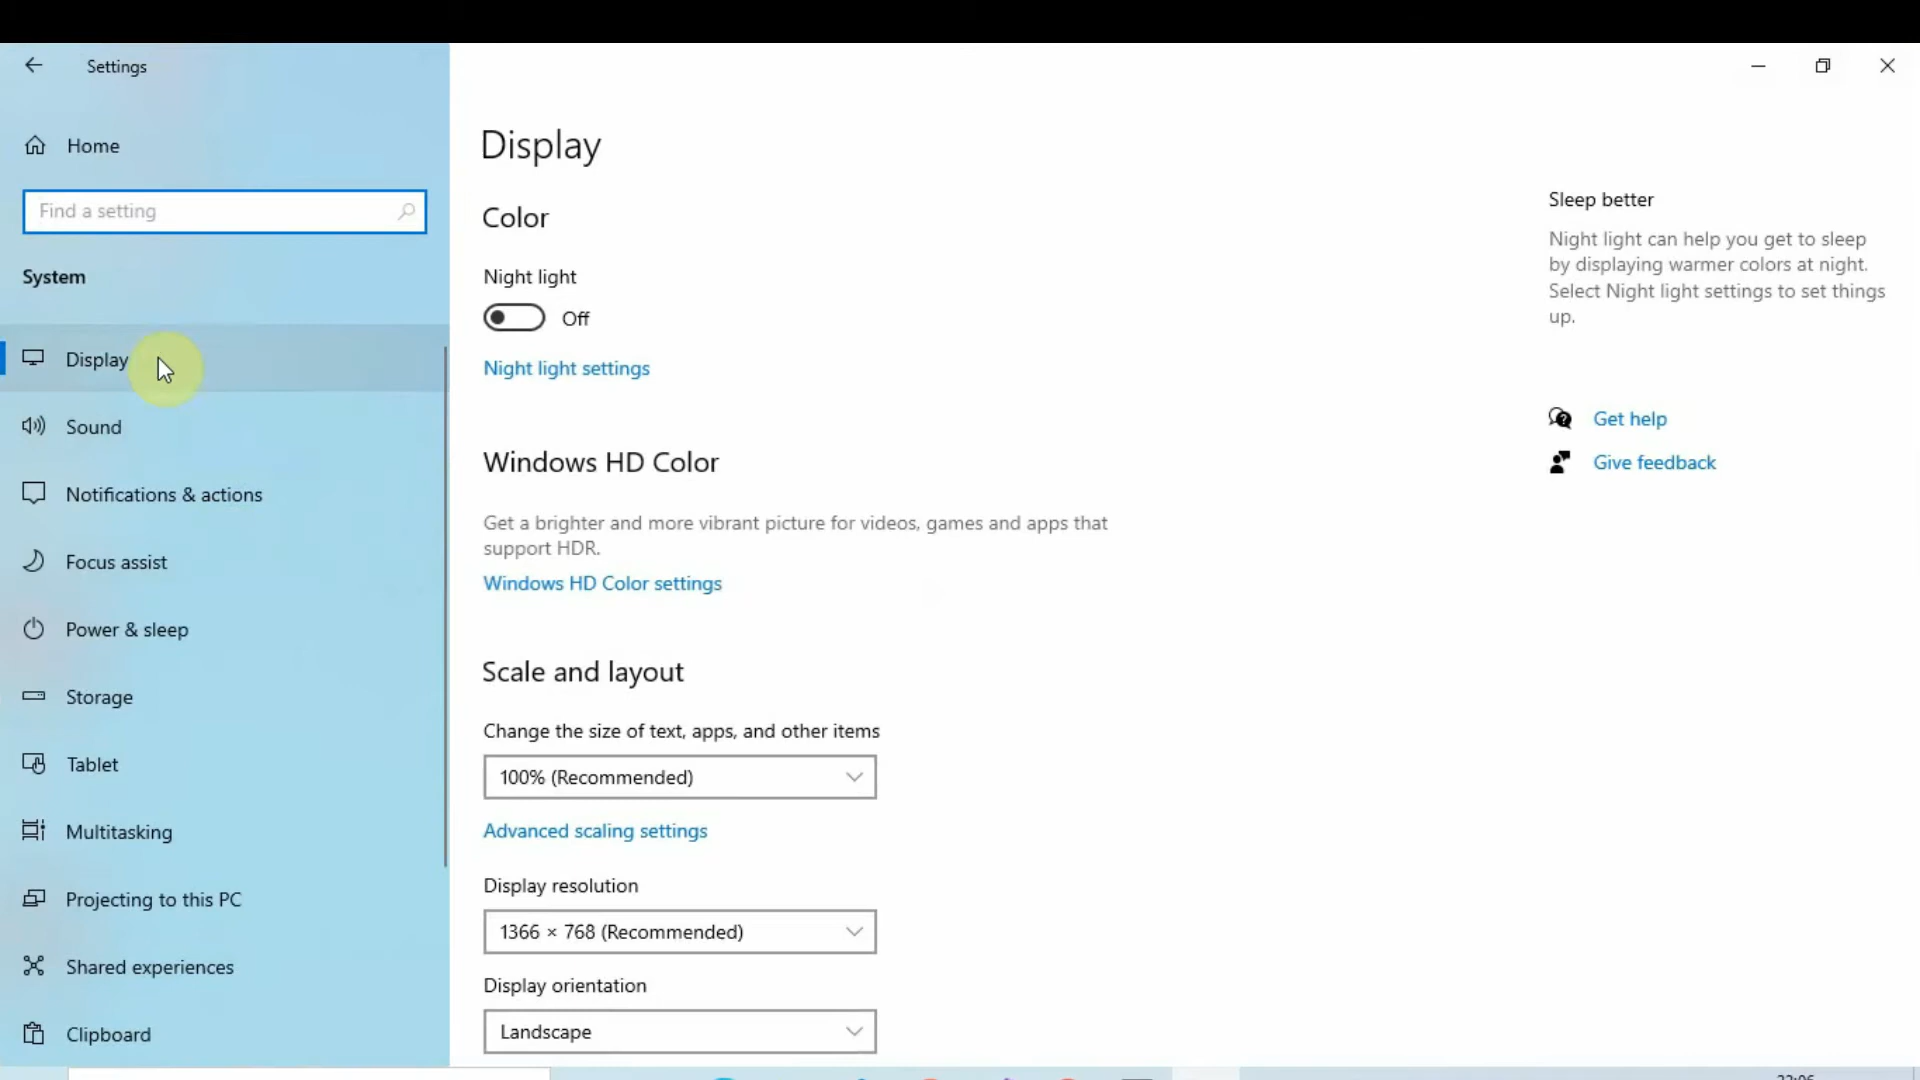 Settings
Home
Find a setting
System
Display
Sound
Notifications & actions
Focus assist
Power & sleep
Storage
Tablet
Multitasking
Projecting to this PC
Shared experiences
Clipboard
Display
Color
Night light
Off
Night light settings
Windows HD Color
Get a brighter and more vibrant picture for videos, games and apps that
support HDR.
Windows HD Color settings
Scale and layout
Change the size of text, apps, and other items
100% (Recommended)
Advanced scaling settings
Display resolution
1366 × 768 (Recommended)
Display orientation
Landscape
Sleep better
Night light can help you get to sleep
by displaying warmer colors at night.
Select Night light settings to set things
up.
Get help
Give feedback